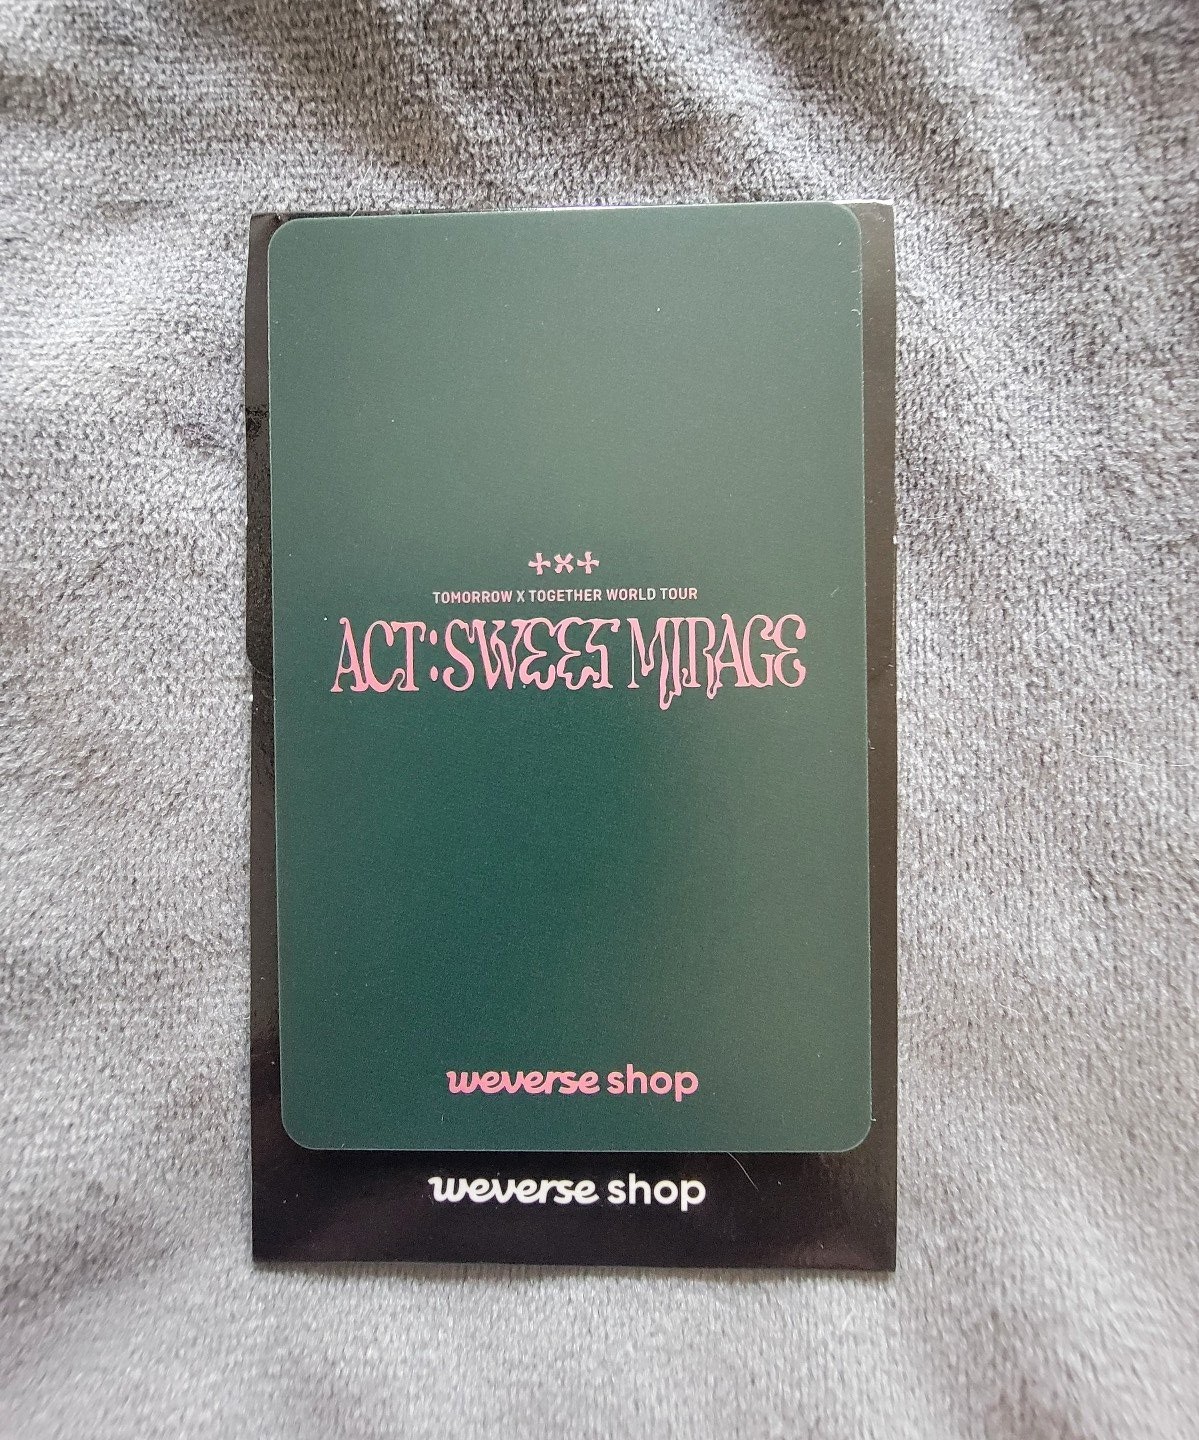 +x+
TOMORROW X TOGETHER WORLD TOUR
ACT:SWEET MIRAGE
weverse shop
weverse shop